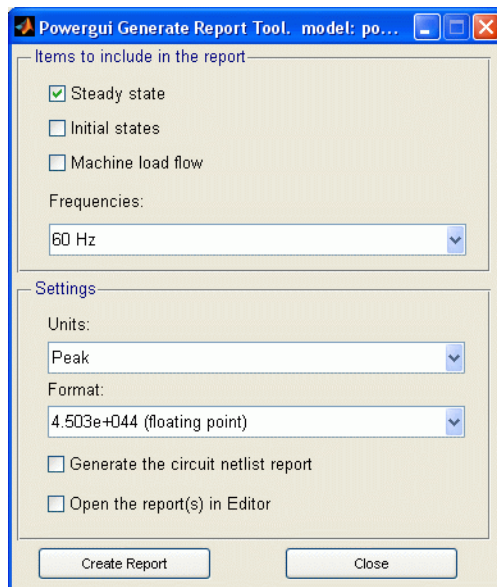 Powergui Generate Report Tool. model: po...
Items to include in the report
Steady state
Initial states
Machine load flow
Frequencies:
60 Hz
Settings
Units:
Peak
Format:
4.503e+044 (floating point)
Generate the circuit netlist report
Open the report(s) in Editor
Create Report
Close